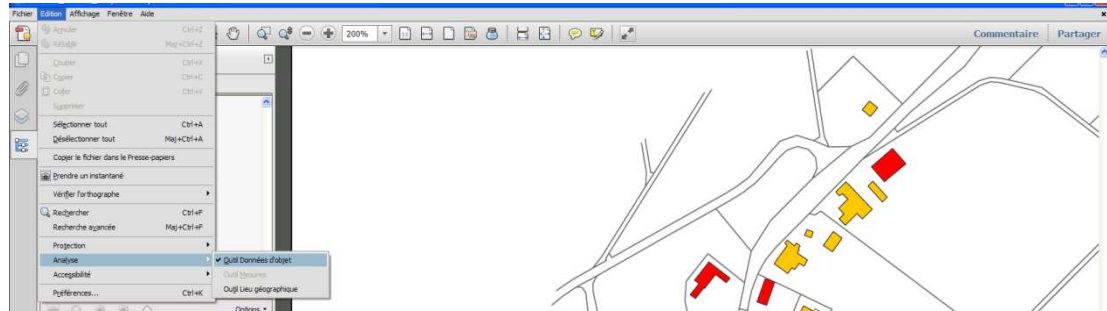 Fichier Edition Affichage Fenêtre Aide
Annuler Ctrl+Z
Rétablir Maj+Ctrl+Z
200%
Commentaire Partager
Couper Ctrl+X
Copier Ctrl+C
Coller Ctrl+V
Supprimer
Sélectionner tout Ctrl+A
Désélectionner tout Maj+Ctrl+A
Copier le fichier dans le Presse-papiers
Prendre un instantané
Vérifier l'orthographe
Rechercher Ctrl+F
Recherche avancée Maj+Ctrl+F
Protection
Analyse
Outil Données d'objet
Accessibilité
Outil Mesures
Préférences... Ctrl+K
Outil Lieu géographique
Options